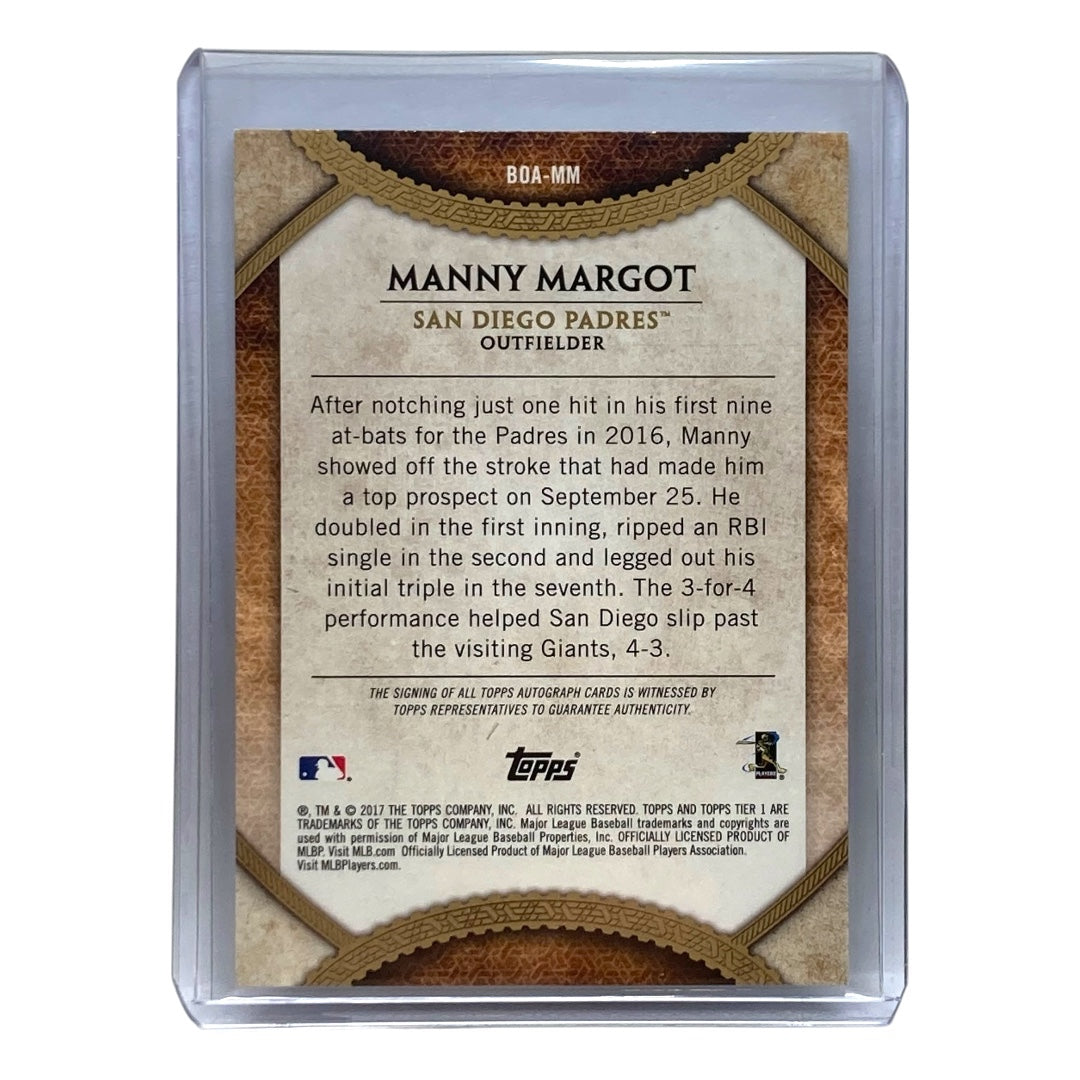 BOA-MM
MANNY MARGOT
SAN DIEGO PADRES™
OUTFIELDER
After notching just one hit in his first nine
at-bats for the Padres in 2016, Manny
showed off the stroke that had made him
a top prospect on September 25. He
doubled in the first inning, ripped an RBI
single in the second and legged out his
initial triple in the seventh. The 3-for-4
performance helped San Diego slip past
the visiting Giants, 4-3.
THE SIGNING OF ALL TOPPS AUTOGRAPH CARDS IS WITNESSED BY
TOPPS REPRESENTATIVES TO GUARANTEE AUTHENTICITY.
topps®
PLAYERS
®, TM & © 2017 THE TOPPS COMPANY, INC. ALL RIGHTS RESERVED. TOPPS AND TOPPS TIER 1 ARE
TRADEMARKS OF THE TOPPS COMPANY, INC. Major League Baseball trademarks and copyrights are
used with permission of Major League Baseball Properties, Inc. OFFICIALLY LICENSED PRODUCT OF
MLBP. Visit MLB.com Officially Licensed Product of Major League Baseball Players Association.
Visit MLBPlayers.com.